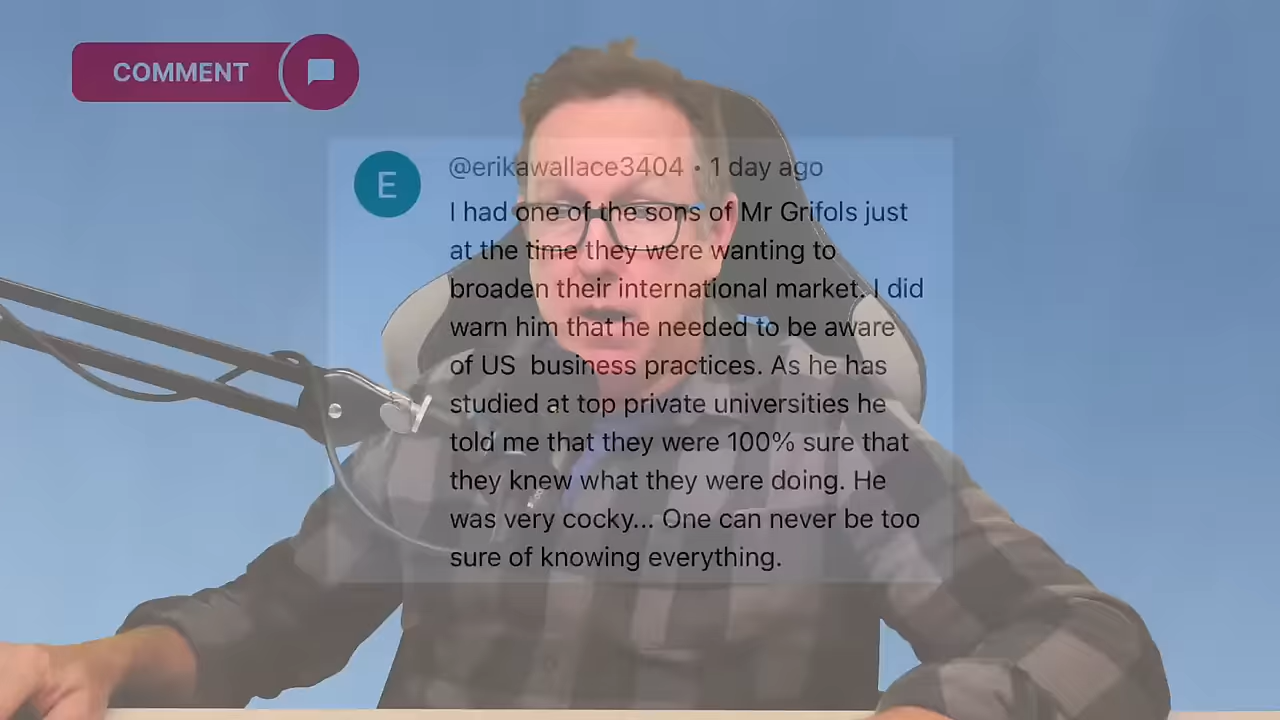 COMMENT
E
@erikawallace3404 • 1 day ago
I had one of the sons of Mr Grifols just
at the time they were wanting to
broaden their international market. I did
warn him that he needed to be aware
of US  business practices. As he has
studied at top private universities he
told me that they were 100% sure that
they knew what they were doing. He
was very cocky... One can never be too
sure of knowing everything.